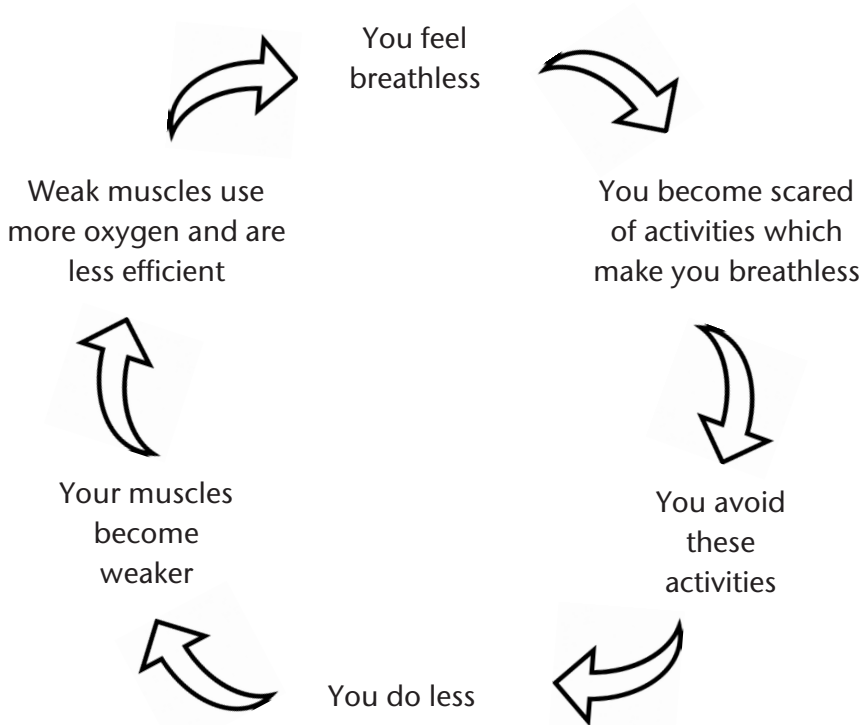 You feel
breathless
You become scared
of activities which
make you breathless
You avoid
these
activities
You do less
Your muscles
become
weaker
Weak muscles use
more oxygen and are
less efficient